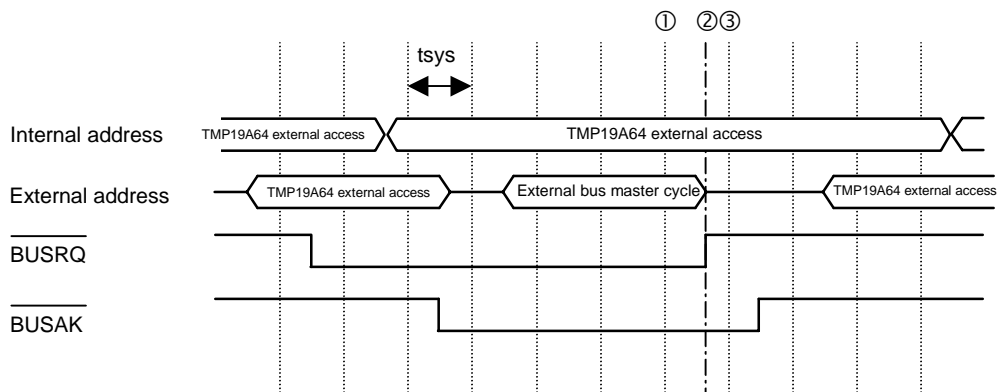 ① ②③
tsys
Internal address
TMP19A64 external access
TMP19A64 external access
External address
TMP19A64 external access
External bus master cycle
TMP19A64 external access
BUSRQ
BUSAK